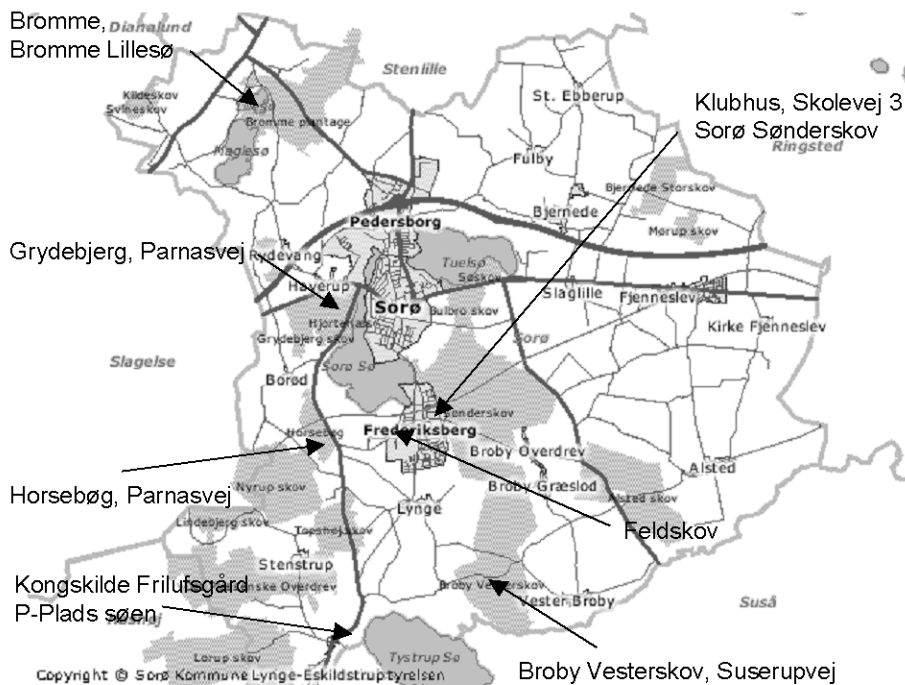 Bromme,
Bromme Lillesø
Dianalund
Stenlille
Kildeskov
Svineskov
Bromme plantage
Maglesø
St. Ebberup
Klubhus, Skolevej 3
Sorø Sønderskov
Ringsted
Fulby
Bjernede Storskov
Bjernede
Mørup skov
Pedersborg
Grydebjerg, Parnasvej
Rydevang
Tuelsø
Søskov
Haverup
Slaglille
Fjenneslev
Sorø
Bulbro skov
Kirke Fjenneslev
Grydebjerg skov
Sorø
Slagelse
Sorø Sø
Borød
Sønderskov
Frederiksberg
Horsebøg
Broby Overdrev
Alsted
Horsebøg, Parnasvej
Nyrup skov
Broby Græslod
Alsted skov
Lynge
Lindebjerg skov
Topshøj skov
Feldskov
Stenstrup
Kongskilde Frilufsgård
P-Plads søen
Overdrev
Broby Vesterskov
Vester Broby
Suså
Lorup skov
Tystrup Sø
Broby Vesterskov, Suserupvej
Copyright © Sorø Kommune Lynge-Eskildstruptyrelsen